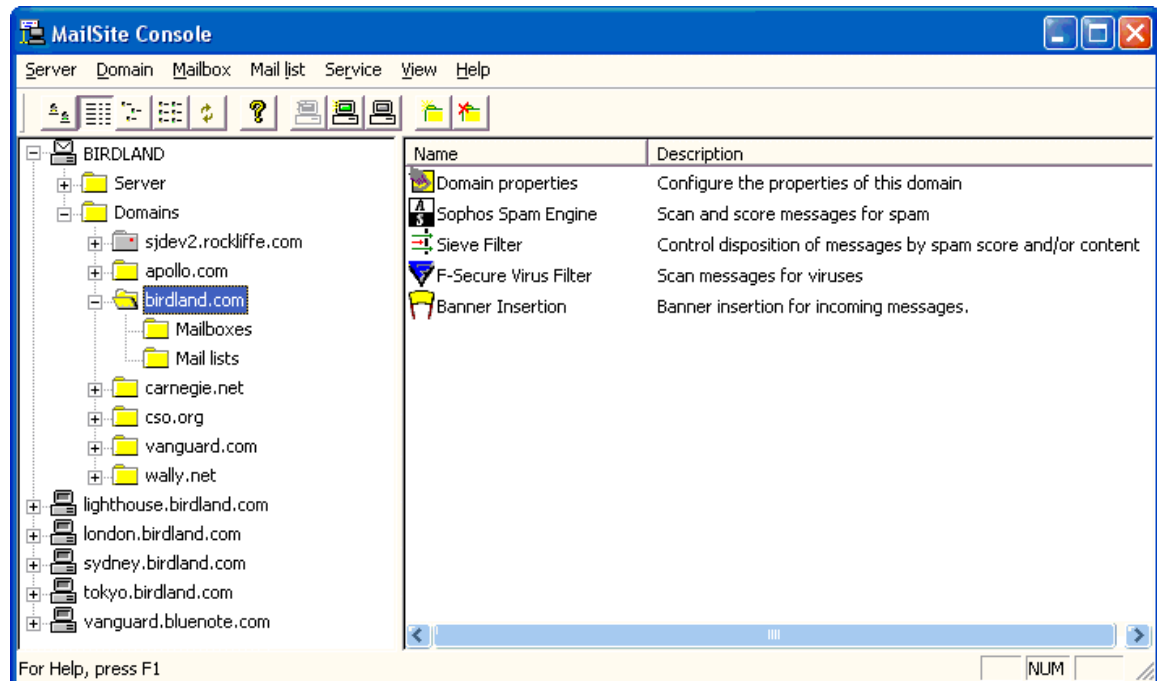 MailSite Console
Server Domain Mailbox Mail list Service View Help
BIRDLAND
Server
Domains
sjdev2.rockliffe.com
apollo.com
birdland.com
Mailboxes
Mail lists
carnegie.net
cso.org
vanguard.com
wally.net
lighthouse.birdland.com
london.birdland.com
sydney.birdland.com
tokyo.birdland.com
vanguard.bluenote.com
Name Description
Domain properties Configure the properties of this domain
Sophos Spam Engine Scan and score messages for spam
Sieve Filter Control disposition of messages by spam score and/or content
F-Secure Virus Filter Scan messages for viruses
Banner Insertion Banner insertion for incoming messages.
For Help, press F1 NUM